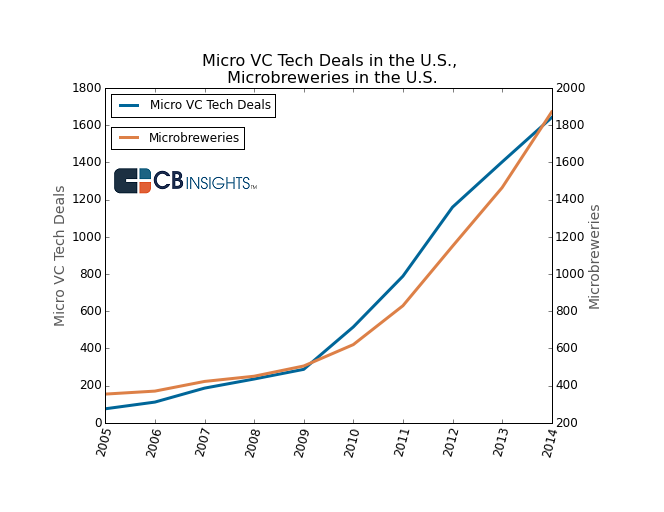 Micro VC Tech Deals in the U.S.,
Microbreweries in the U.S.
Micro VC Tech Deals
Microbreweries
CB INSIGHTS™
Micro VC Tech Deals
1800
1600
1400
1200
1000
800
600
400
200
0
2000
1800
1600
1400
1200
1000
800
600
400
200
Microbreweries
2005 2006 2007 2008 2009 2010 2011 2012 2013 2014